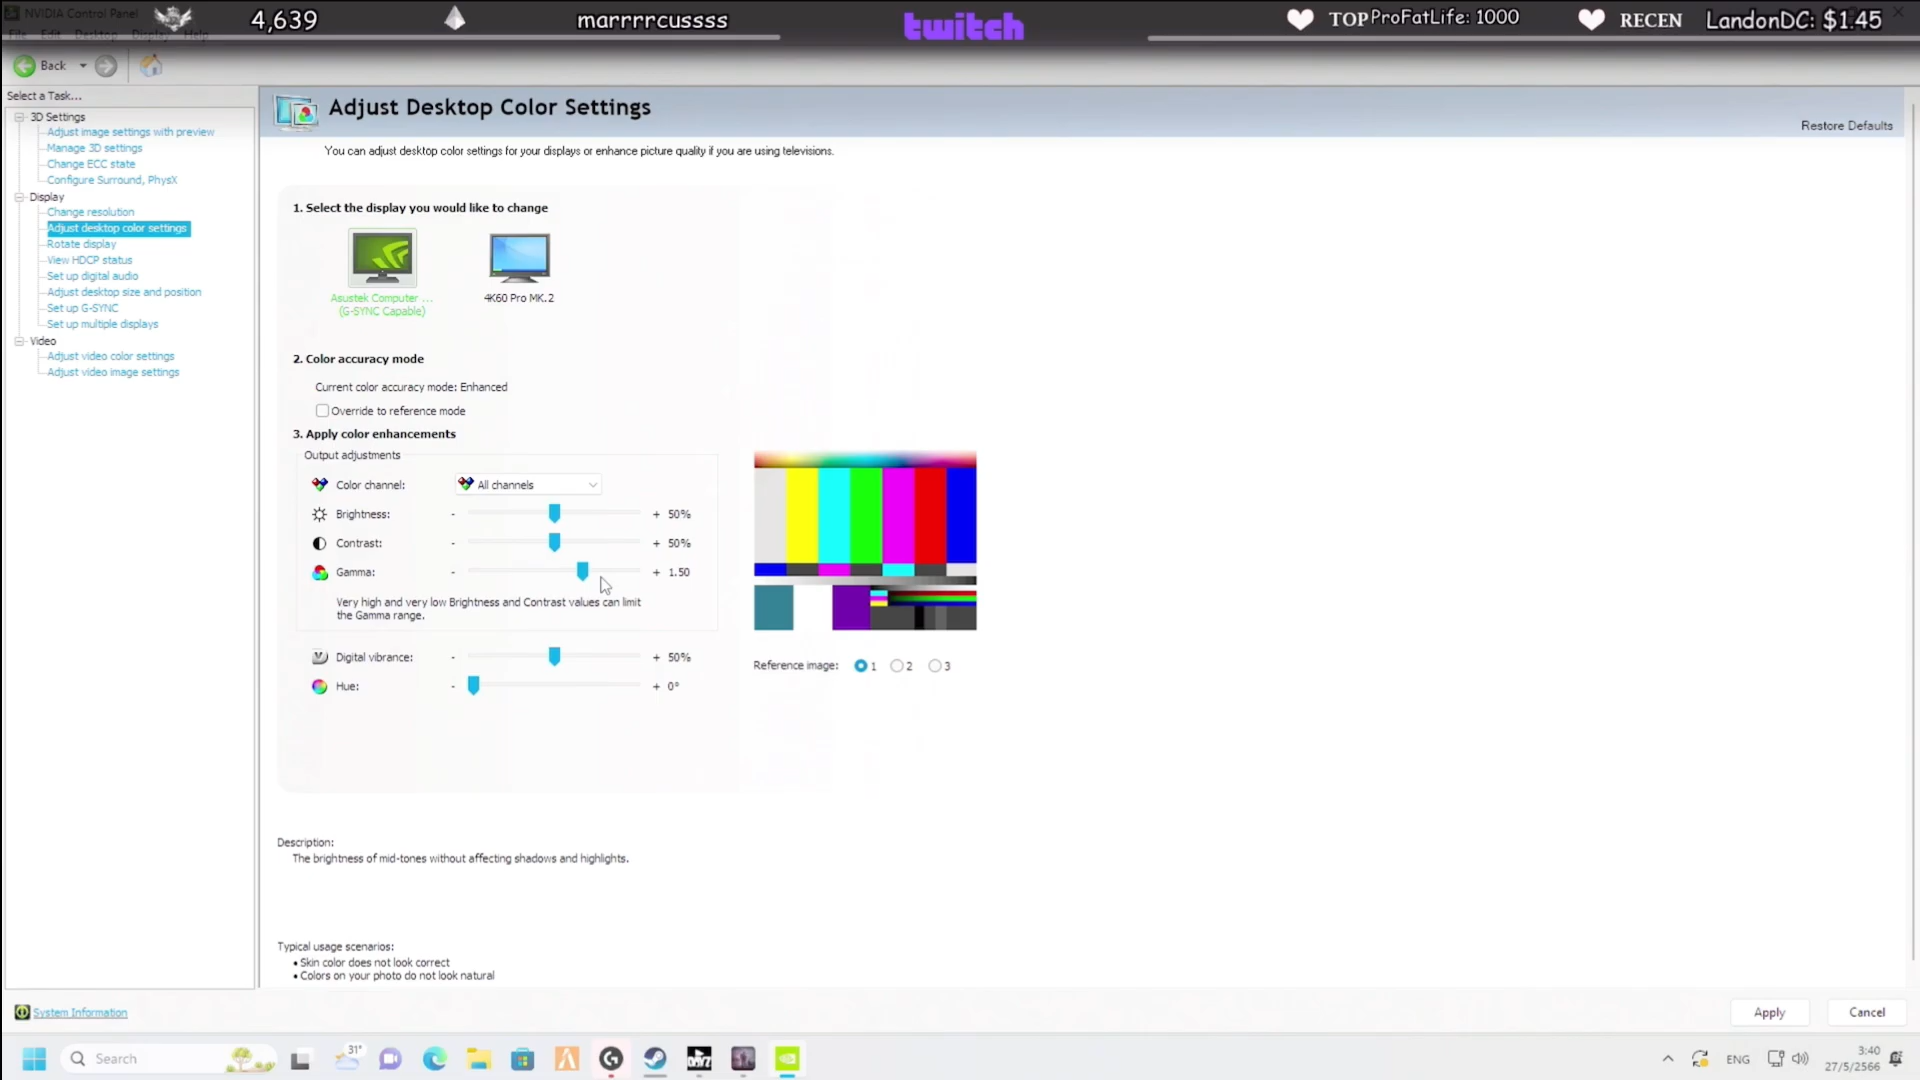 NVIDIA Control Panel
4,639
marrrrcussss
twitch
TOP ProFatLife: 1000
RECEN LandonDC: $1.45
File Edit Desktop Display Help
Back
Select a Task...
3D Settings
Adjust image settings with preview
Manage 3D settings
Change ECC state
Configure Surround, PhysX
Display
Change resolution
Adjust desktop color settings
Rotate display
View HDCP status
Set up digital audio
Adjust desktop size and position
Set up G-SYNC
Set up multiple displays
Video
Adjust video color settings
Adjust video image settings
Adjust Desktop Color Settings
Restore Defaults
You can adjust desktop color settings for your displays or enhance picture quality if you are using televisions.
1. Select the display you would like to change
Asustek Computer ...
(G-SYNC Capable)
4K60 Pro MK.2
2. Color accuracy mode
Current color accuracy mode: Enhanced
Override to reference mode
3. Apply color enhancements
Output adjustments
Color channel: All channels
Brightness: - + 50%
Contrast: - + 50%
Gamma: - + 1.50
Very high and very low Brightness and Contrast values can limit
the Gamma range.
Digital vibrance: - + 50%
Hue: - + 0°
Reference image: 1 2 3
Description:
The brightness of mid-tones without affecting shadows and highlights.
Typical usage scenarios:
• Skin color does not look correct
• Colors on your photo do not look natural
System Information
Apply
Cancel
Search
31°
ENG
3:40
27/5/2566